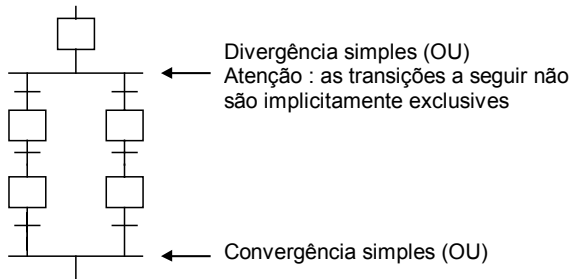 Divergência simples (OU)
Atenção : as transições a seguir não
são implicitamente exclusives
Convergência simples (OU)